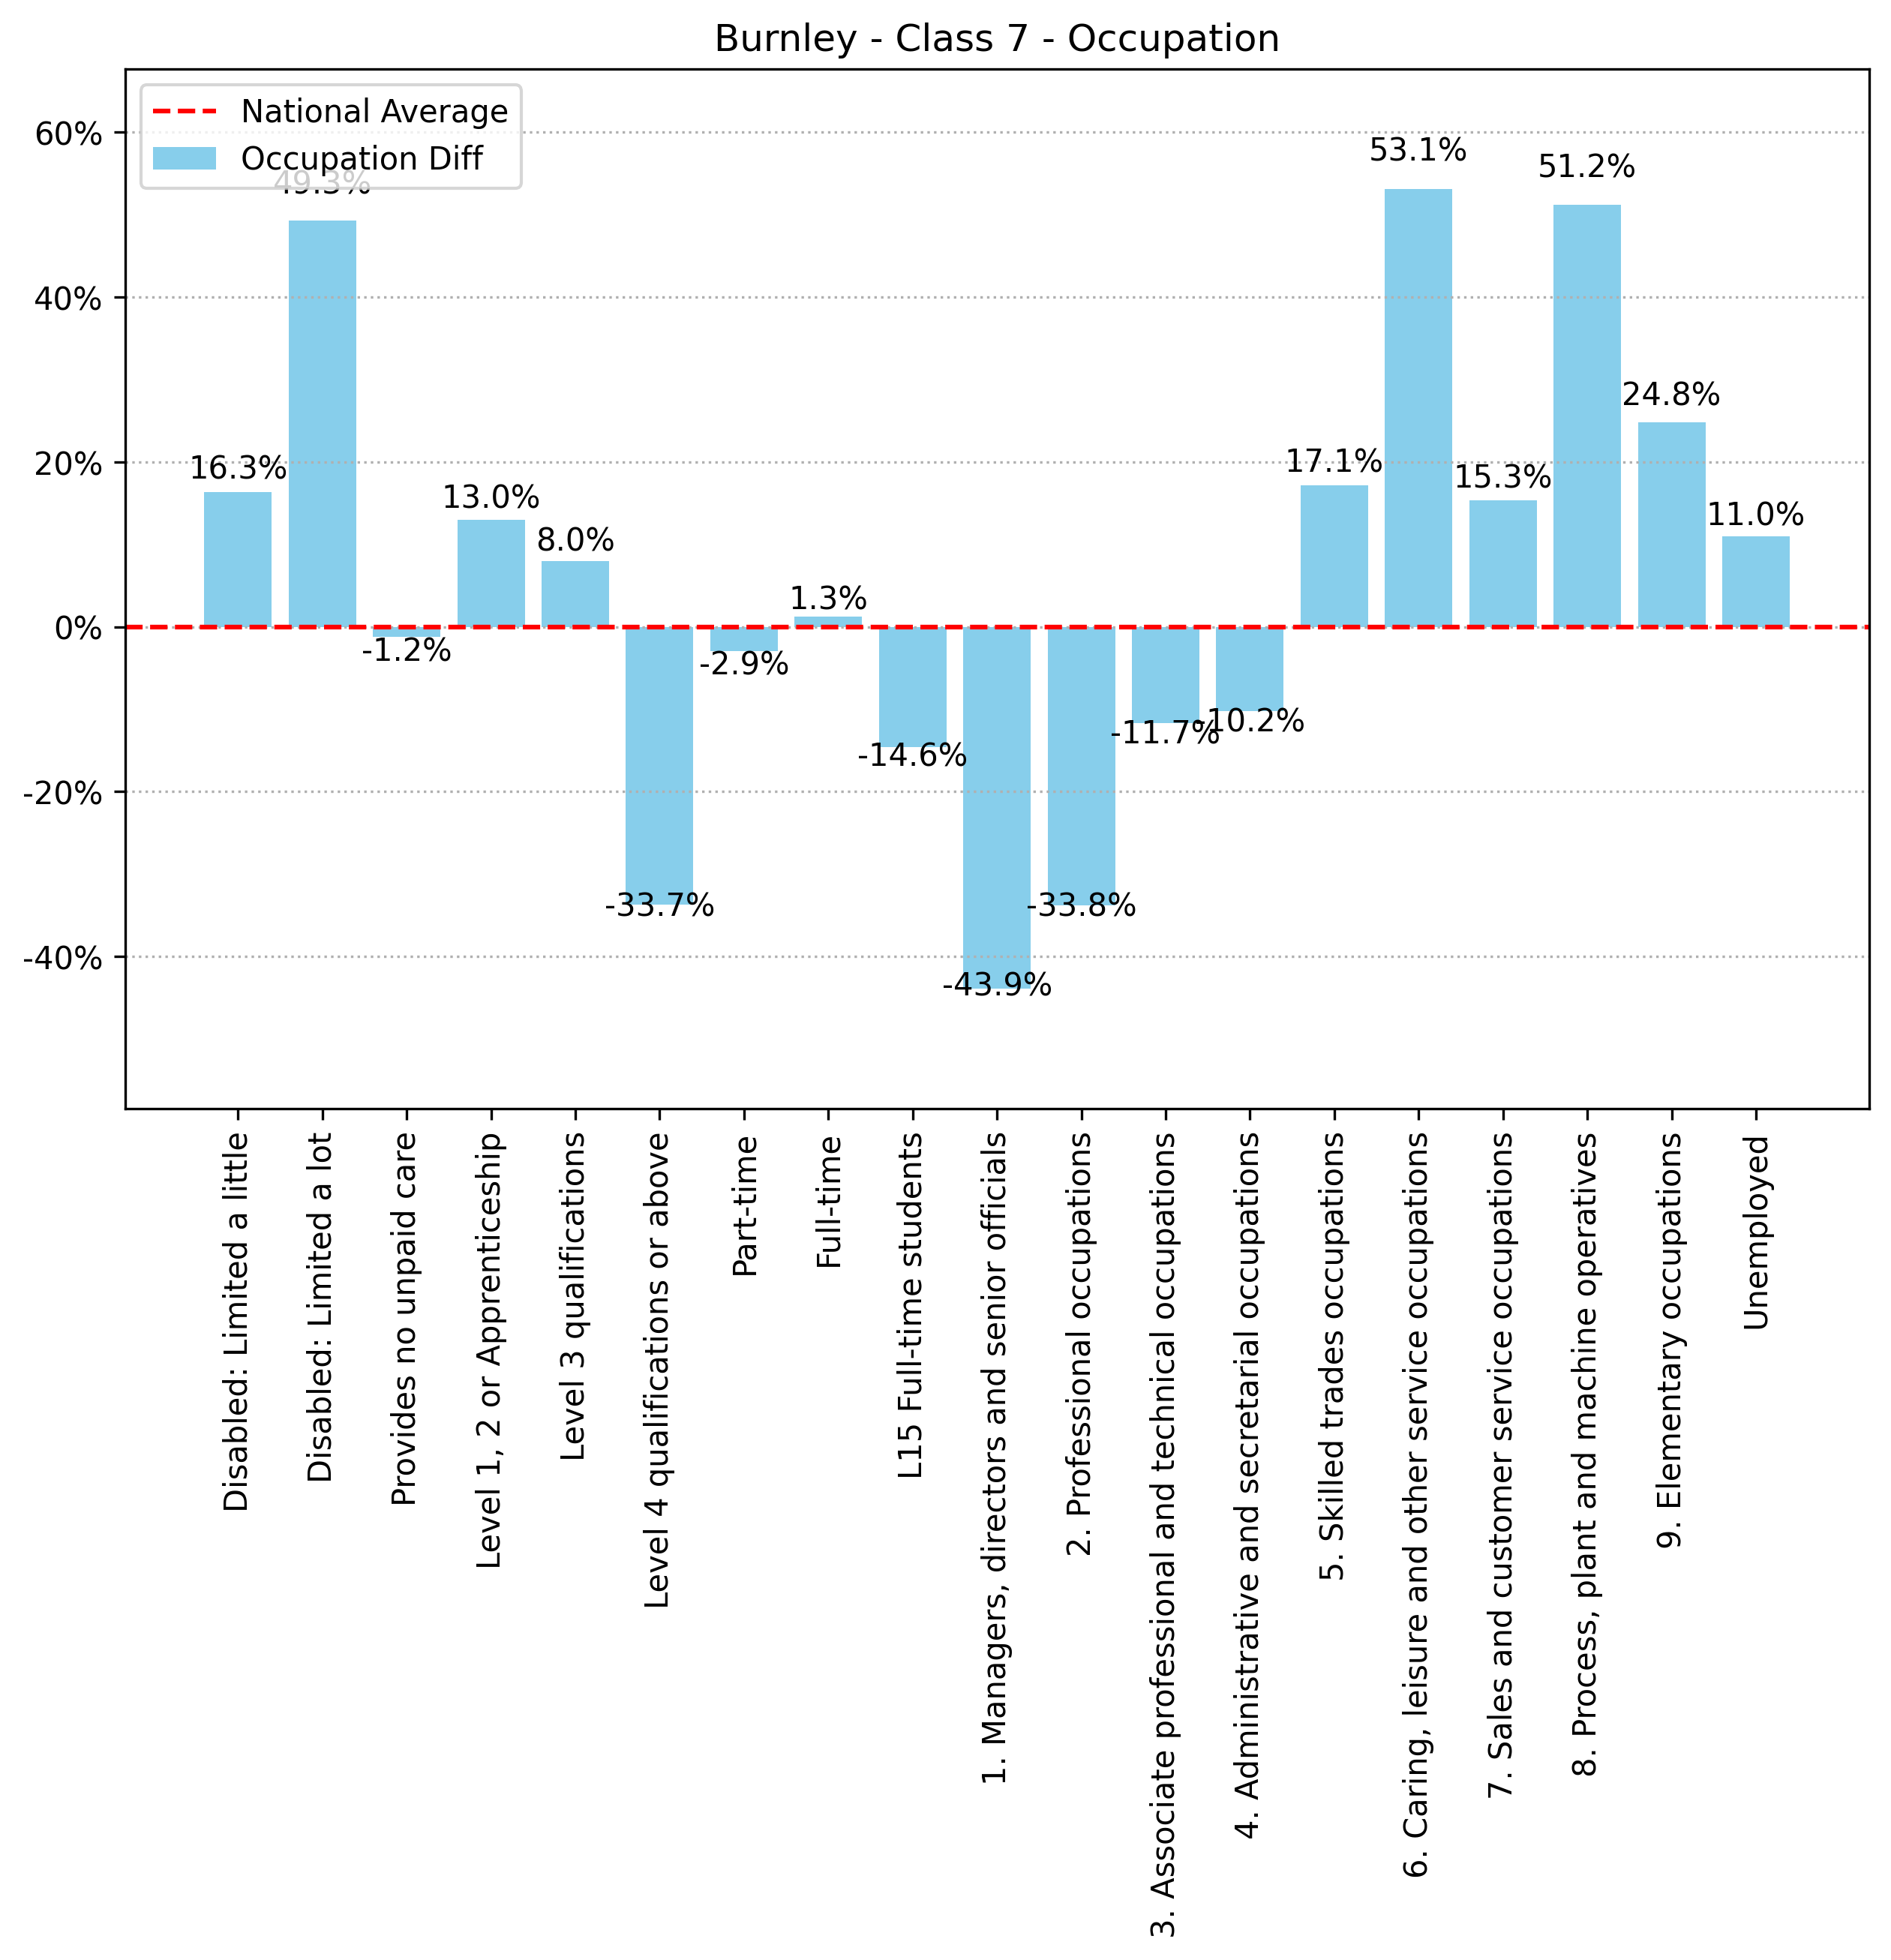 Burnley - Class 7 - Occupation
National Average
Occupation Diff
60%
40%
20%
0%
-20%
-40%
16.3%
49.3%
-1.2%
13.0%
8.0%
-33.7%
-2.9%
1.3%
-14.6%
-43.9%
-33.8%
-11.7%
-10.2%
17.1%
53.1%
15.3%
51.2%
24.8%
11.0%
Disabled: Limited a little
Disabled: Limited a lot
Provides no unpaid care
Level 1, 2 or Apprenticeship
Level 3 qualifications
Level 4 qualifications or above
Part-time
Full-time
L15 Full-time students
1. Managers, directors and senior officials
2. Professional occupations
3. Associate professional and technical occupations
4. Administrative and secretarial occupations
5. Skilled trades occupations
6. Caring, leisure and other service occupations
7. Sales and customer service occupations
8. Process, plant and machine operatives
9. Elementary occupations
Unemployed